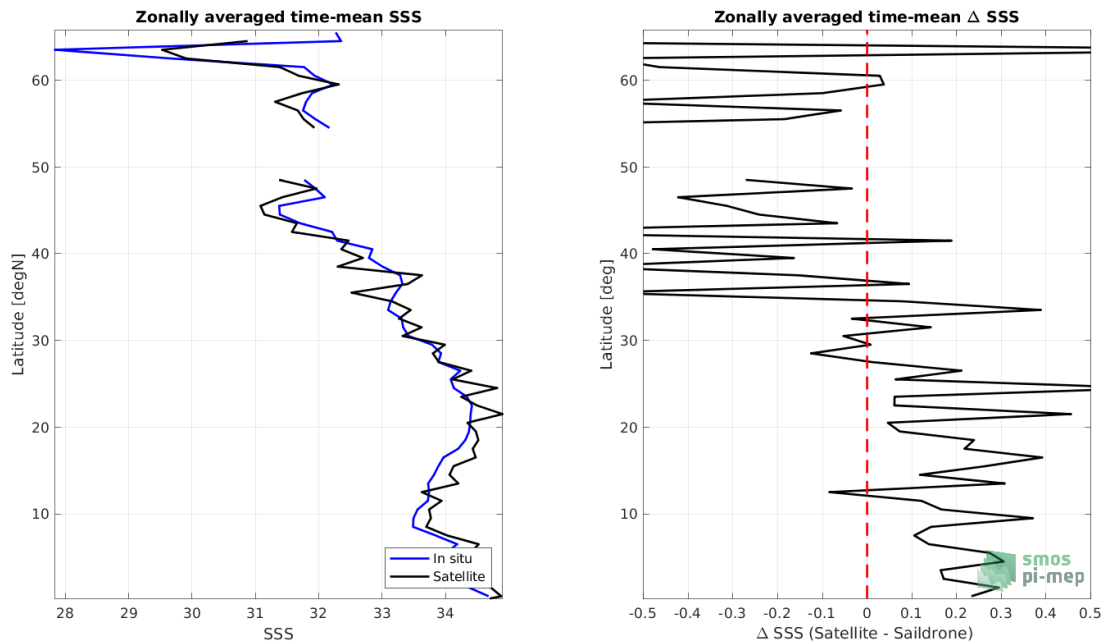 Zonally averaged time-mean SSS
Latitude [degN]
60
50
40
30
20
10
In situ
Satellite
28 29 30 31 32 33 34
SSS
Zonally averaged time-mean Δ SSS
Latitude [deg]
60
50
40
30
20
10
smos
pi-mep
-0.5 -0.4 -0.3 -0.2 -0.1 0 0.1 0.2 0.3 0.4 0.5
Δ SSS (Satellite - Saildrone)